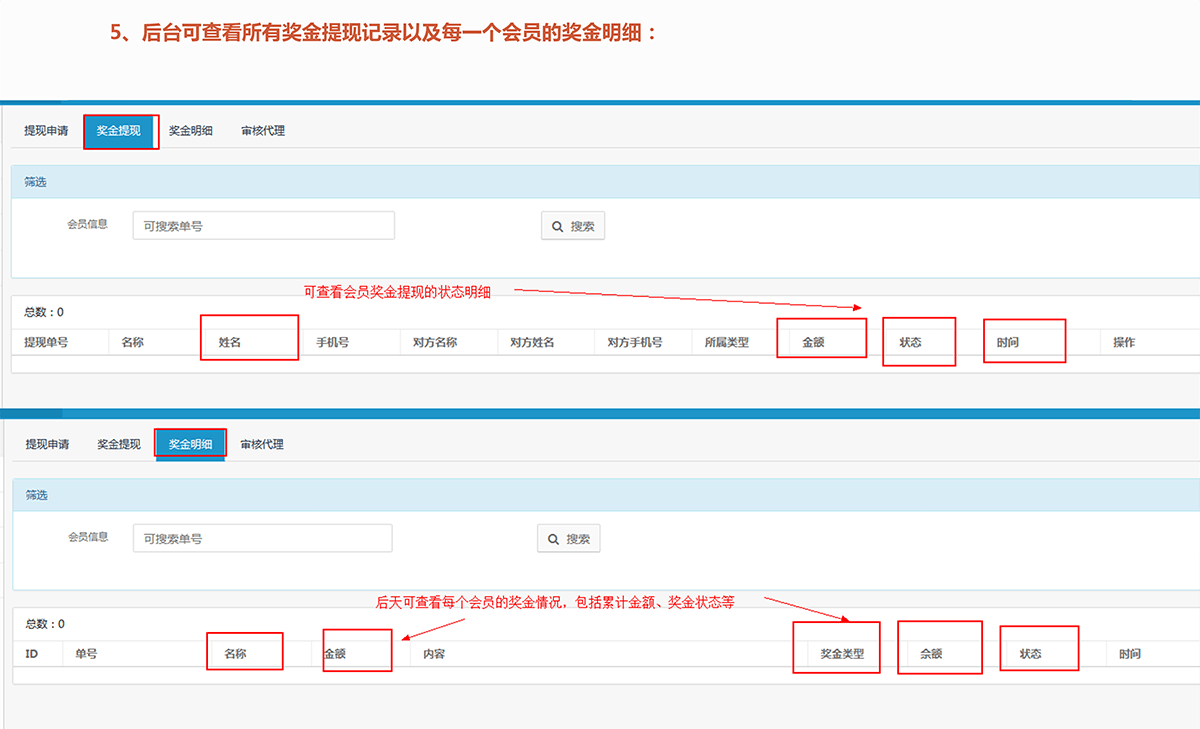 5、后台可查看所有奖金提现记录以及每一个会员的奖金明细：
提现申请 奖金提现 奖金明细 审核代理
筛选
会员信息 可搜索单号 搜索
可查看会员奖金提现的状态明细
总数：0
提现单号 名称 姓名 手机号 对方名称 对方姓名 对方手机号 所属类型 金额 状态 时间 操作
提现申请 奖金提现 奖金明细 审核代理
筛选
会员信息 可搜索单号 搜索
后天可查看每个会员的奖金情况，包括累计金额、奖金状态等
总数：0
ID 单号 名称 金额 内容 奖金类型 余额 状态 时间